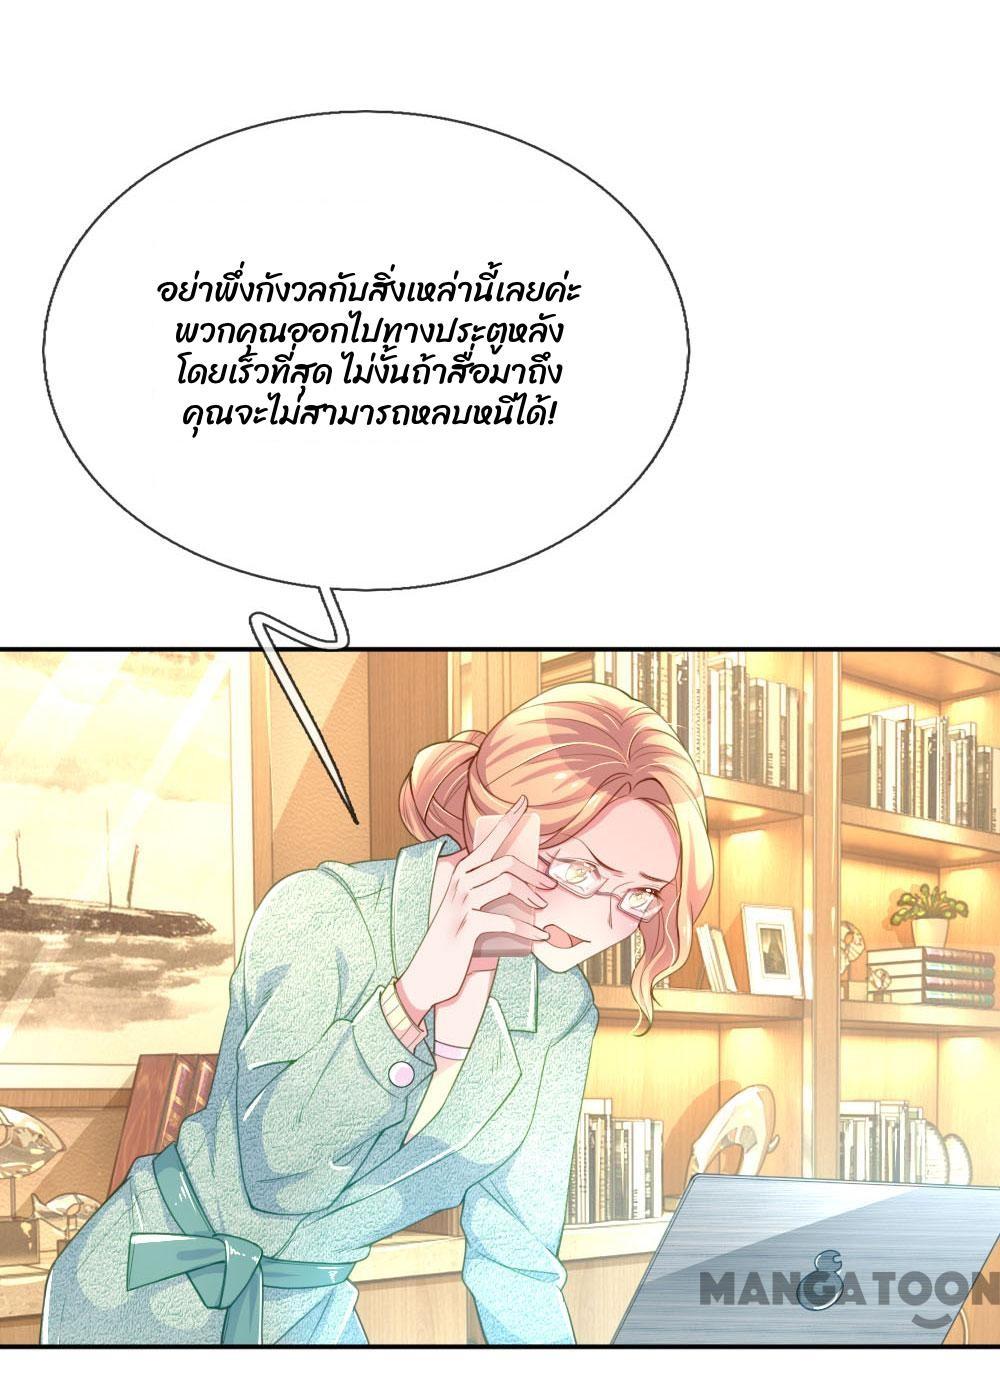 อย่าพึ่งกังวลกับสิ่งเหล่านี้เลยค่ะ
พวกคุณออกไปทางประตูหลัง
โดยเร็วที่สุด ไม่งั้นถ้าสื่อมาถึง
คุณจะไม่สามารถหลบหนีได้!
MANGATOON